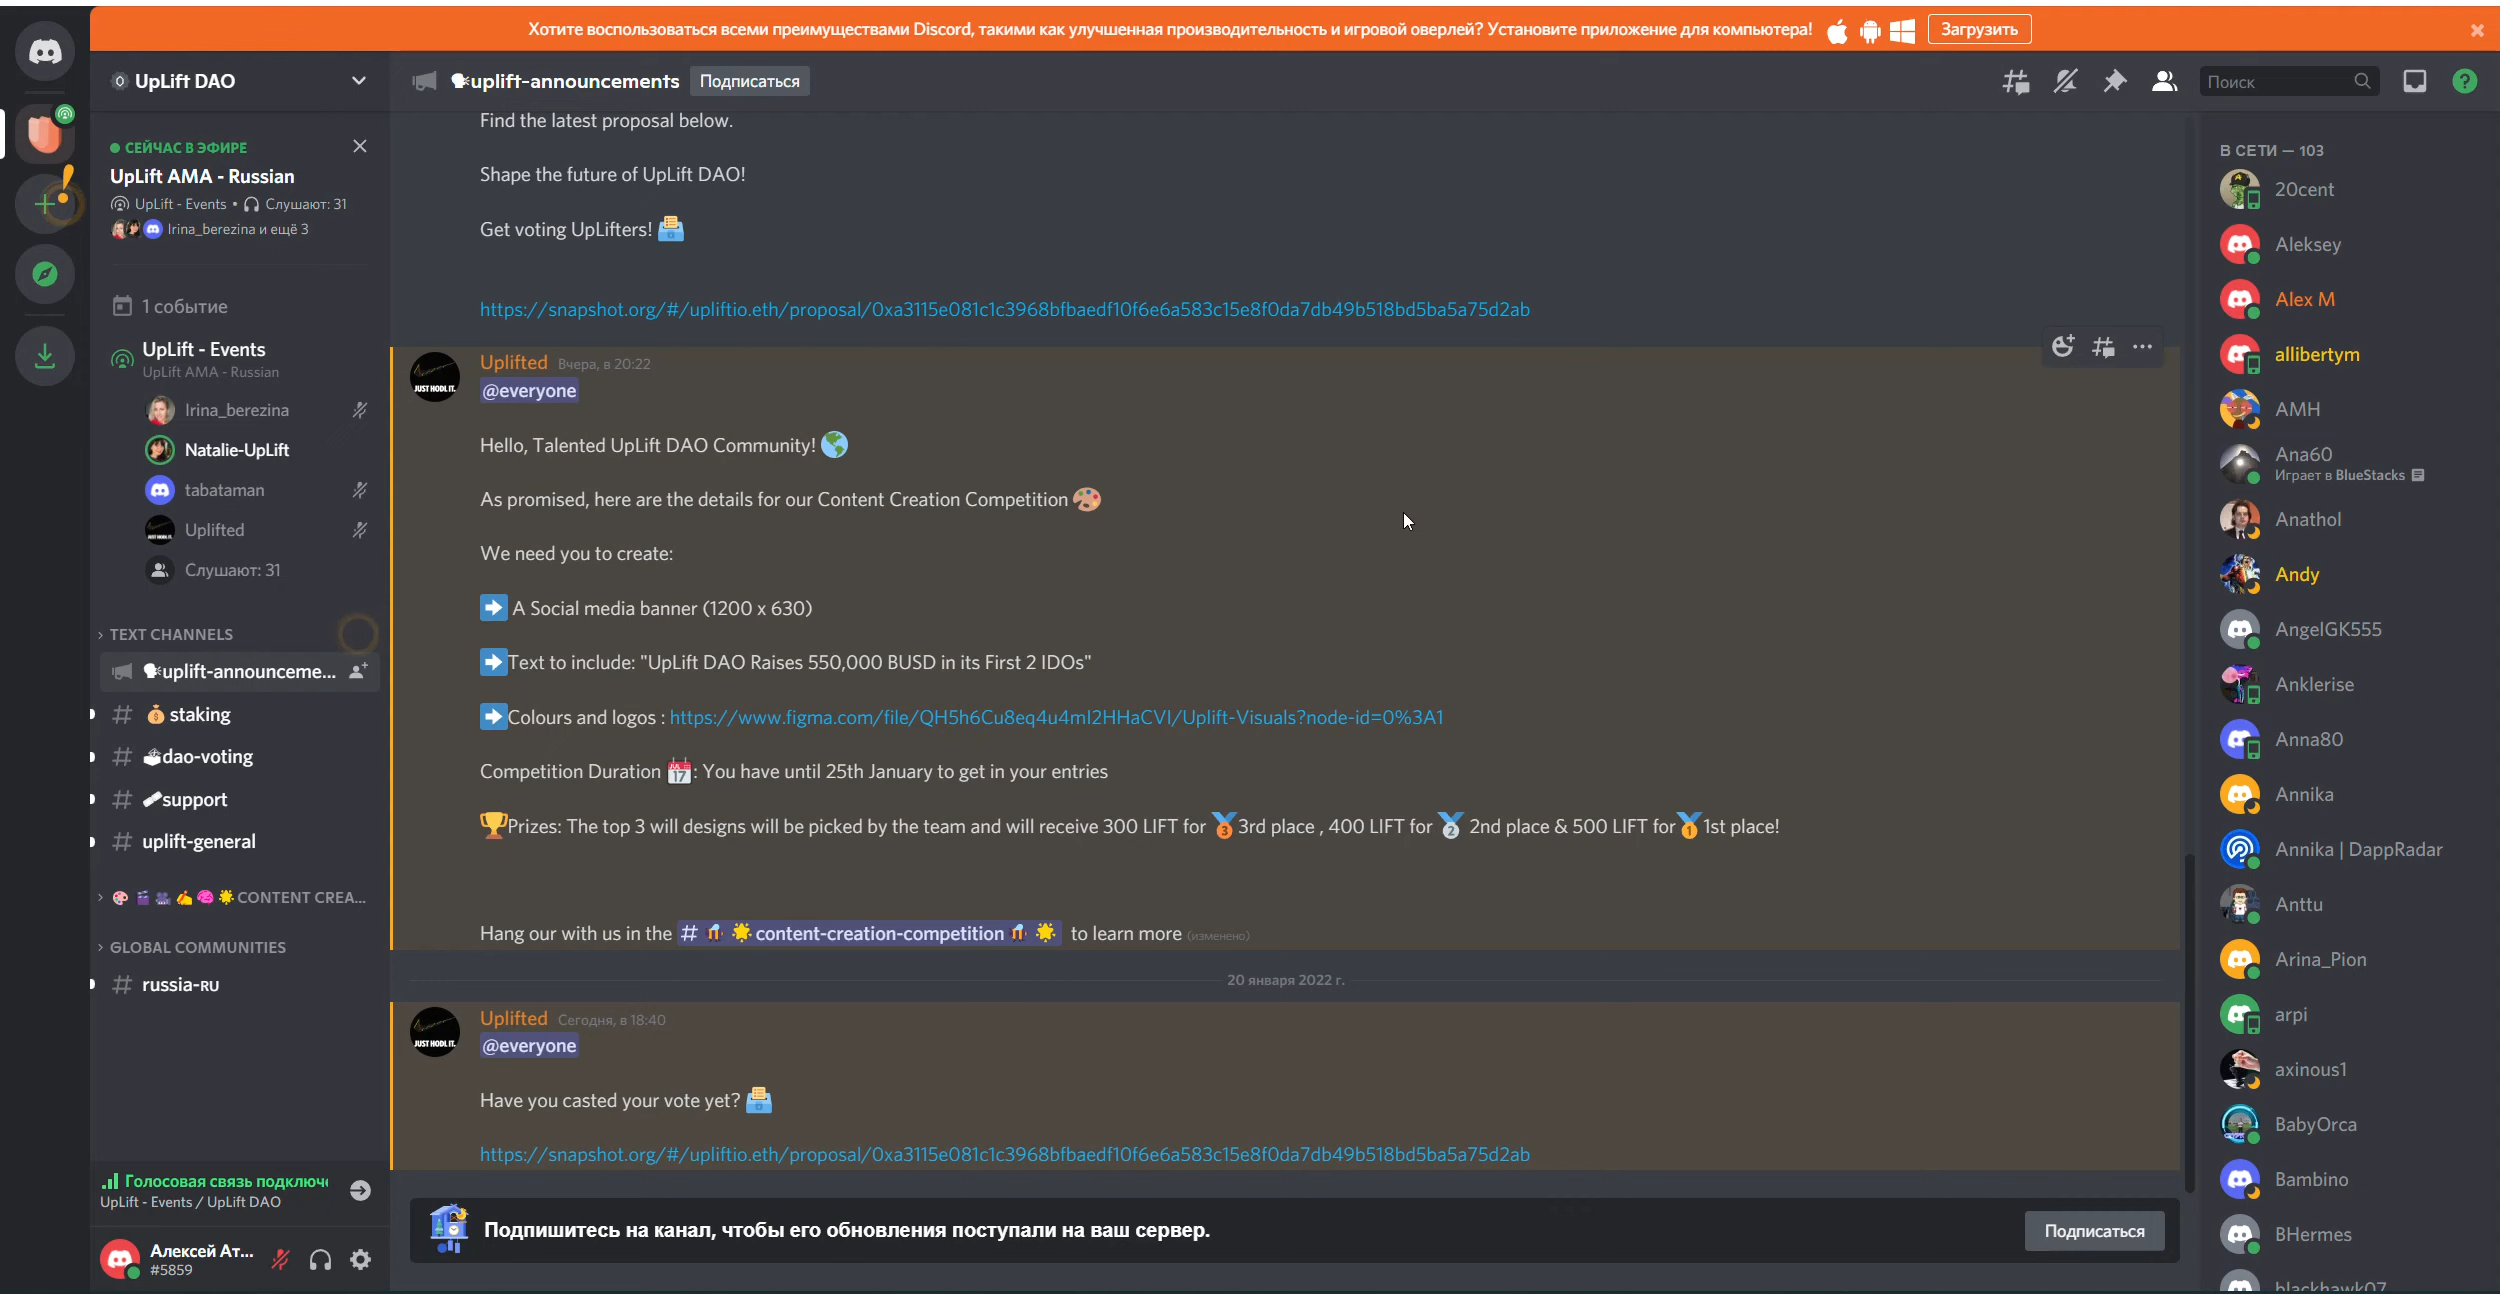 Хотите воспользоваться всеми преимуществами Discord, такими как улучшенная производительность и игровой оверлей? Установите приложение для компьютера!
Загрузить
UpLift DAO
СЕЙЧАС В ЭФИРЕ
UpLift AMA - Russian
UpLift - Events • Слушают: 31
Irina_berezina и ещё 3
1 событие
UpLift - Events
UpLift AMA - Russian
Irina_berezina
Natalie-UpLift
tabataman
Uplifted
Слушают: 31
TEXT CHANNELS
uplift-announceme...
staking
dao-voting
support
uplift-general
CONTENT CREA...
GLOBAL COMMUNITIES
russia-RU
Голосовая связь
UpLift - Events / UpLift DAO
Алексей Ат...
#5859
uplift-announcements
Подписаться
Поиск
Find the latest proposal below.
Shape the future of UpLift DAO!
Get voting UpLifters!
https://snapshot.org/#/upliftio.eth/proposal/0xa3115e081c1c3968bfbaedf10f6e6a583c15e8f0da7db49b518bd5ba5a75d2ab
JUST HODL IT.
Uplifted Вчера, в 20:22
@everyone
Hello, Talented UpLift DAO Community!
As promised, here are the details for our Content Creation Competition
We need you to create:
A Social media banner (1200 x 630)
Text to include: "UpLift DAO Raises 550,000 BUSD in its First 2 IDOs"
Colours and logos : https://www.figma.com/file/QH5h6Cu8eq4u4ml2HHaCVI/Uplift-Visuals?node-id=0%3A1
Competition Duration : You have until 25th January to get in your entries
Prizes: The top 3 will designs will be picked by the team and will receive 300 LIFT for 3rd place , 400 LIFT for 2nd place & 500 LIFT for 1st place!
Hang our with us in the # content-creation-competition to learn more (изменено)
20 января 2022 г.
JUST HODL IT.
Uplifted Сегодня, в 18:40
@everyone
Have you casted your vote yet?
https://snapshot.org/#/upliftio.eth/proposal/0xa3115e081c1c3968bfbaedf10f6e6a583c15e8f0da7db49b518bd5ba5a75d2ab
Подпишитесь на канал, чтобы его обновления поступали на ваш сервер.
Подписаться
В СЕТИ — 103
20cent
Aleksey
Alex M
allibertym
AMH
Ana60
Играет в BlueStacks
Anathol
Andy
AngelGK555
Anklerise
Anna80
Annika
Annika | DappRadar
Anttu
Arina_Pion
arpi
axinous1
BabyOrca
Bambino
BHermes
blackhawk07